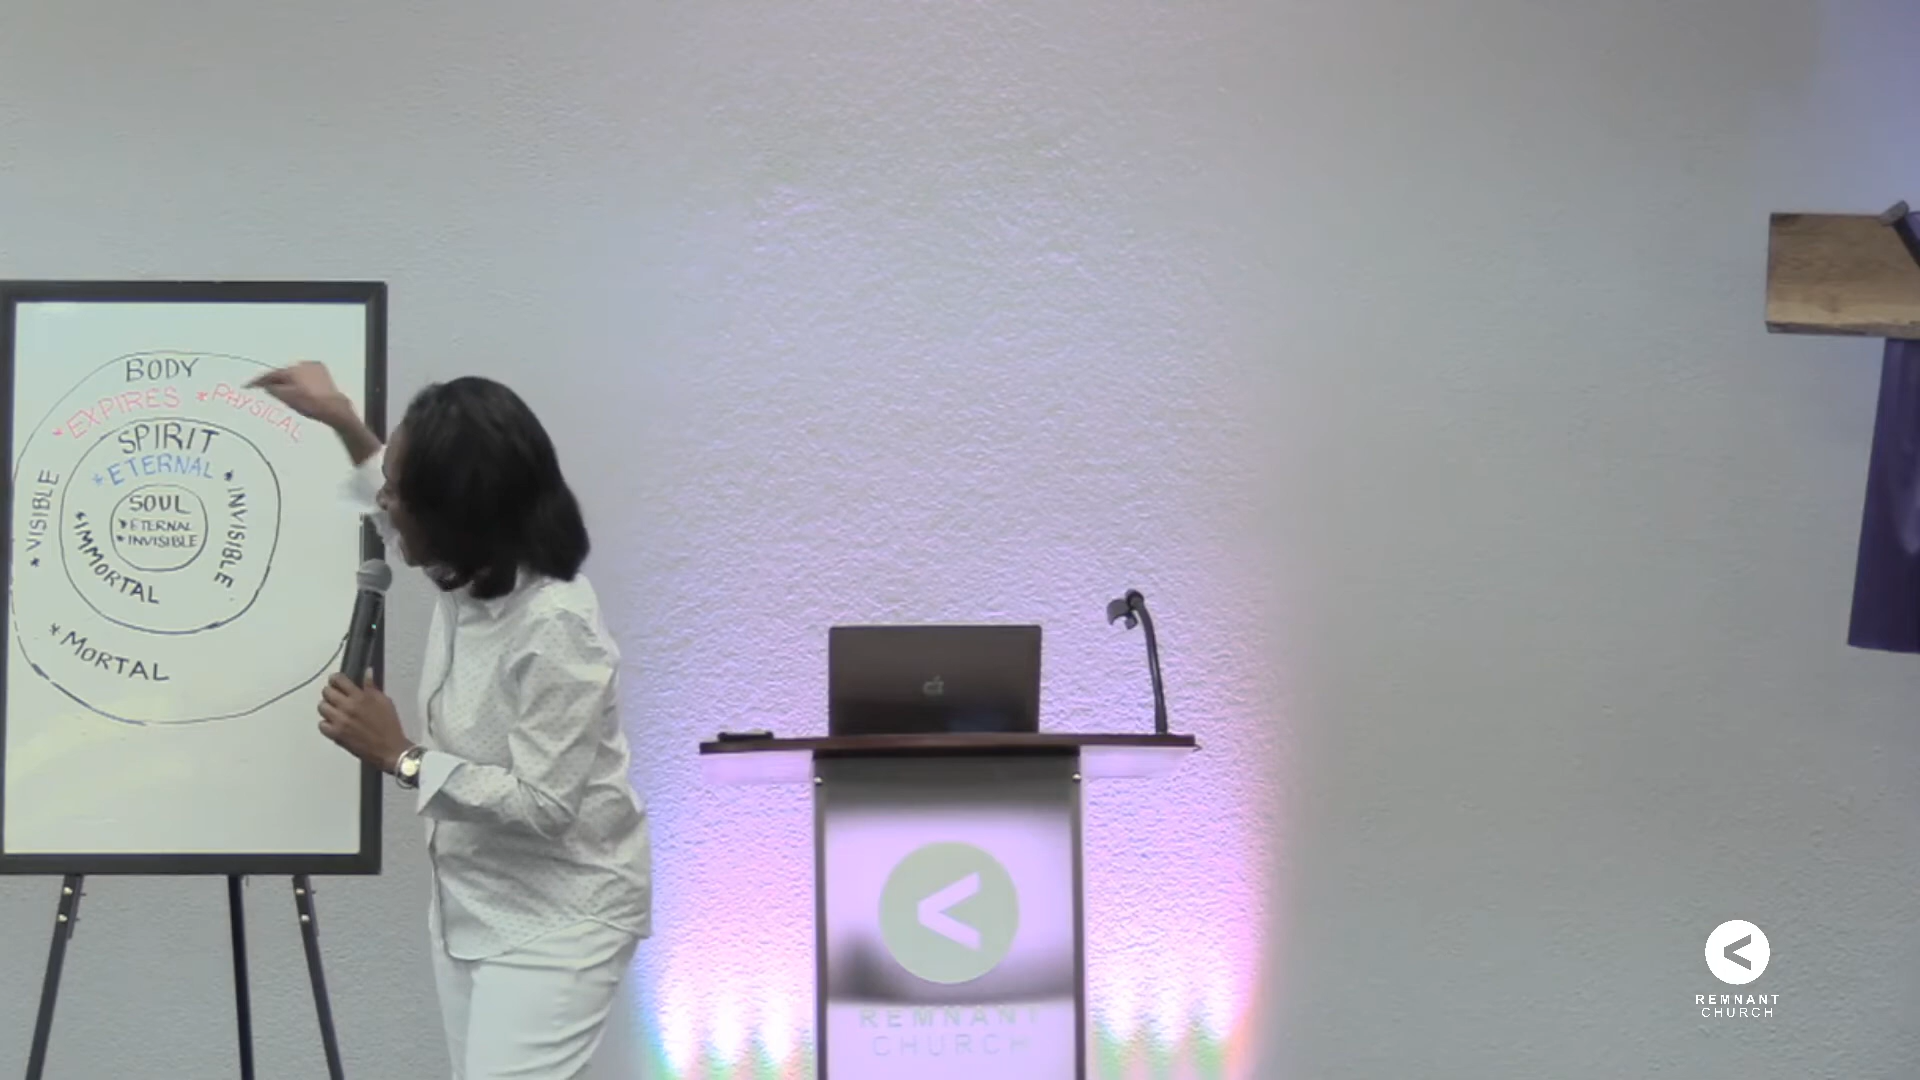 BODY
*EXPIRES *PHYSICAL
SPIRIT
*ETERNAL
*VISIBLE
*INVISIBLE
SOUL
*ETERNAL
*INVISIBLE
*IMMORTAL
*MORTAL
REMNANT
CHURCH
REMNANT
CHURCH